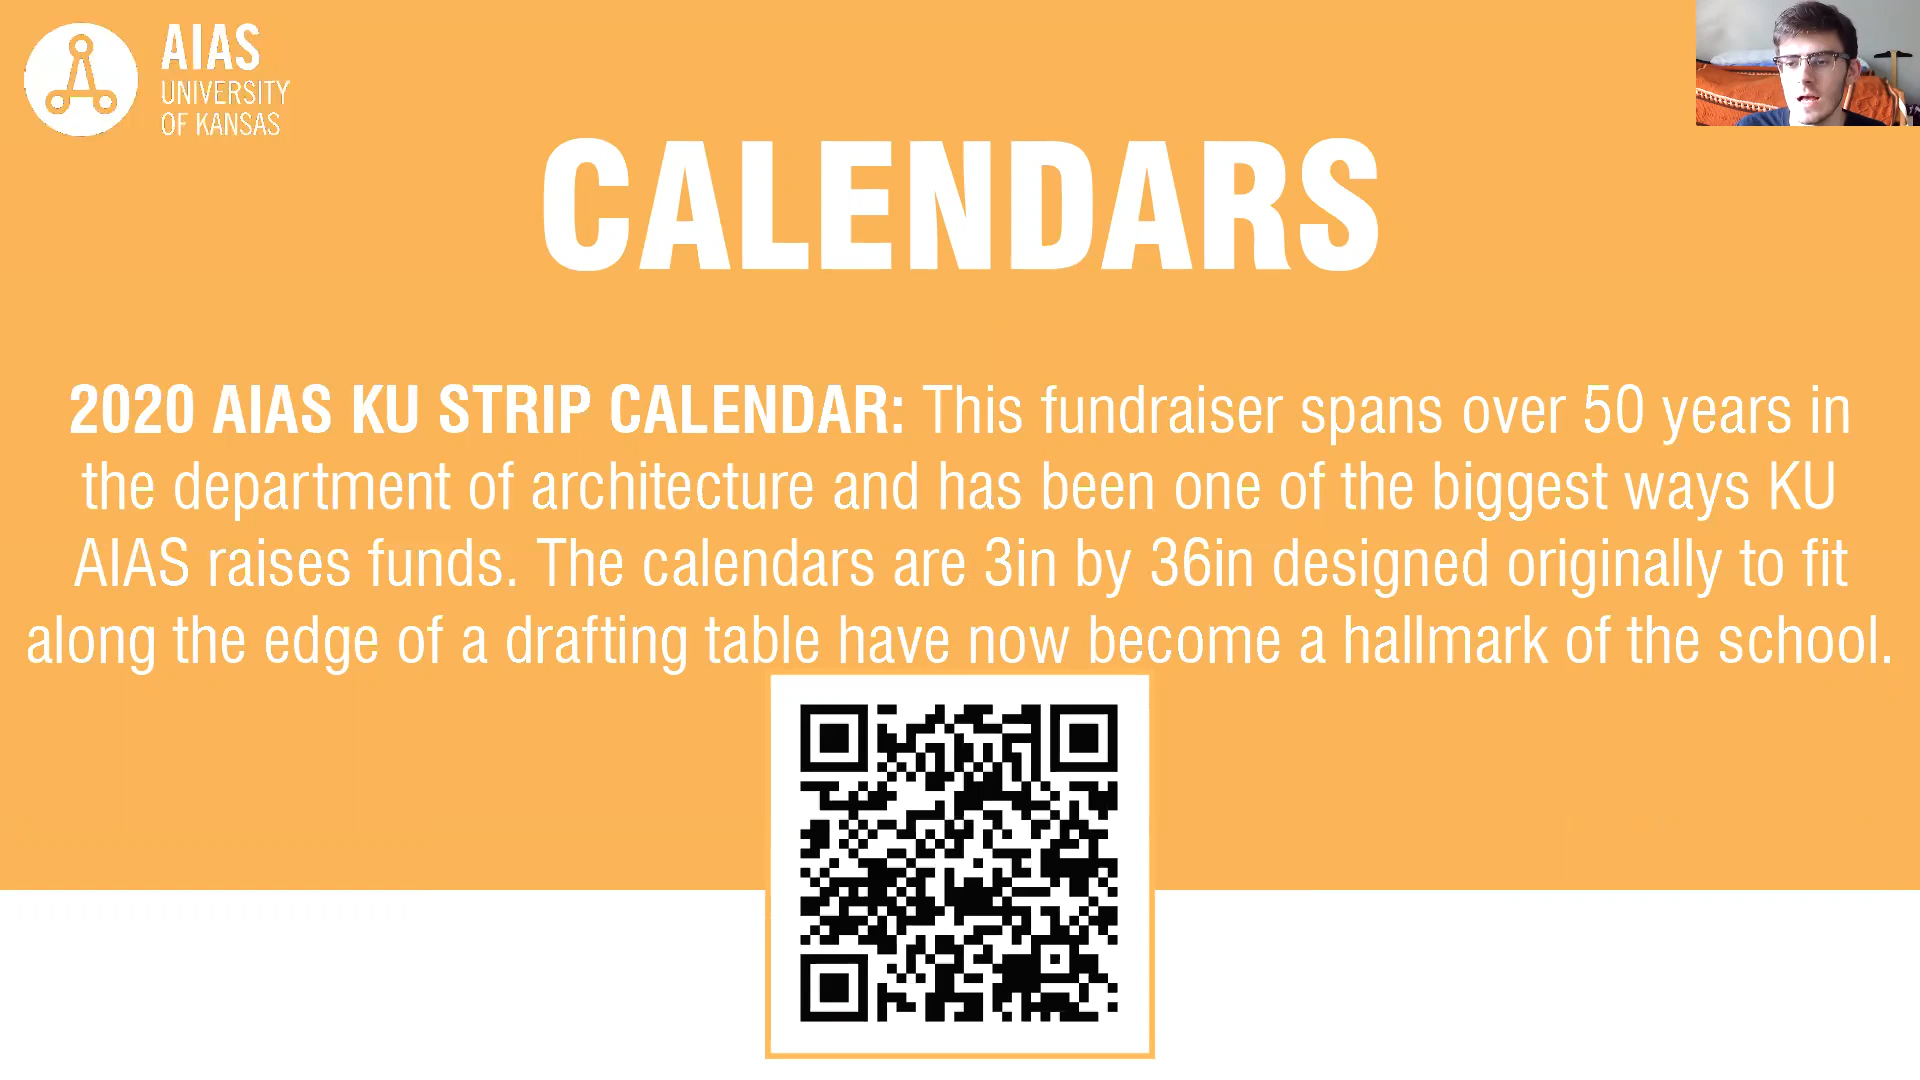 AIAS
UNIVERSITY
OF KANSAS
CALENDARS
2020 AIAS KU STRIP CALENDAR: This fundraiser spans over 50 years in
the department of architecture and has been one of the biggest ways KU
AIAS raises funds. The calendars are 3in by 36in designed originally to fit
along the edge of a drafting table have now become a hallmark of the school.